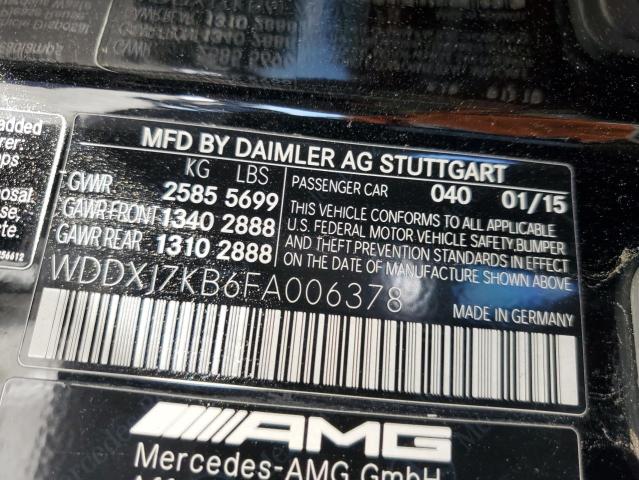 MFD BY DAIMLER AG STUTTGART
KG LBS
GVWR 2585 5699
GAWR FRONT 1340 2888
GAWR REAR 1310 2888
PASSENGER CAR 040 01/15
THIS VEHICLE CONFORMS TO ALL APPLICABLE
U.S. FEDERAL MOTOR VEHICLE SAFETY, BUMPER
AND THEFT PREVENTION STANDARDS IN EFFECT
ON THE DATE OF MANUFACTURE SHOWN ABOVE
WDDXJ7KB6FA006378
MADE IN GERMANY
added
256612
AMG
Mercedes-AMG GmbH